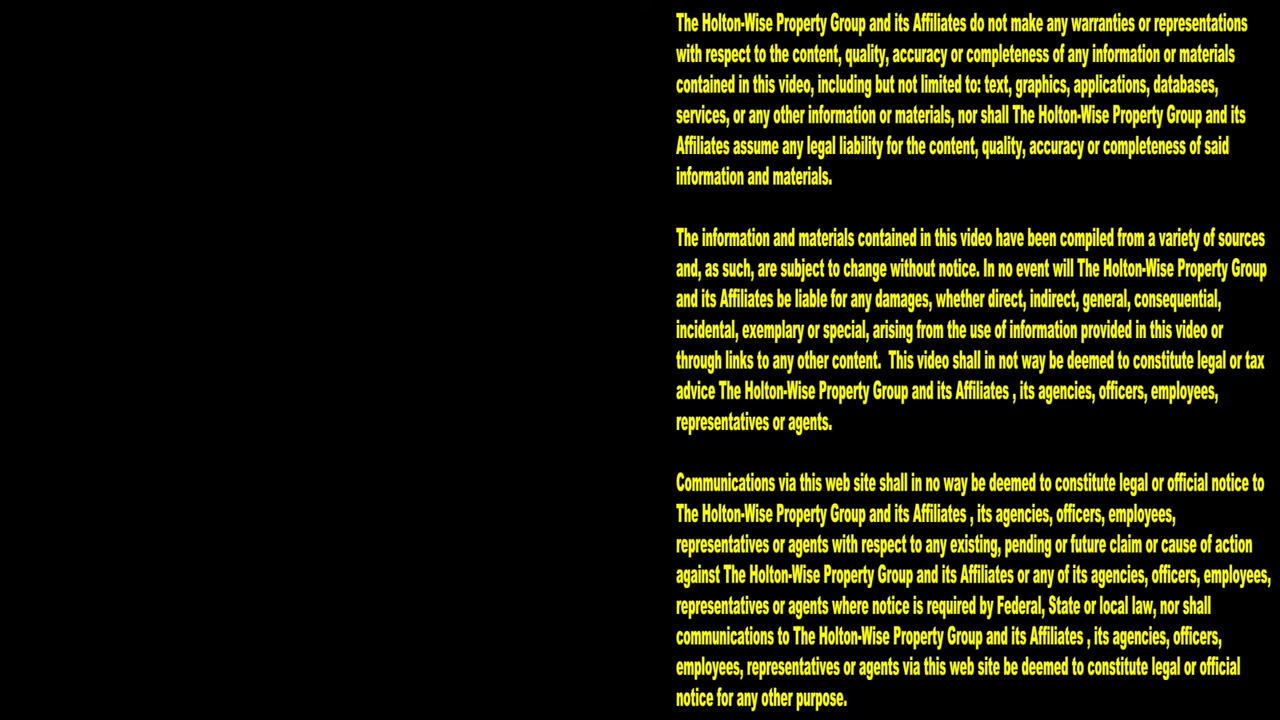 The Holton-Wise Property Group and its Affiliates do not make any warranties or representations
with respect to the content, quality, accuracy or completeness of any information or materials
contained in this video, including but not limited to: text, graphics, applications, databases,
services, or any other information or materials, nor shall The Holton-Wise Property Group and its
Affiliates assume any legal liability for the content, quality, accuracy or completeness of said
information and materials.
The information and materials contained in this video have been compiled from a variety of sources
and, as such, are subject to change without notice. In no event will The Holton-Wise Property Group
and its Affiliates be liable for any damages, whether direct, indirect, general, consequential,
incidental, exemplary or special, arising from the use of information provided in this video or
through links to any other content.  This video shall in not way be deemed to constitute legal or tax
advice The Holton-Wise Property Group and its Affiliates , its agencies, officers, employees,
representatives or agents.
Communications via this web site shall in no way be deemed to constitute legal or official notice to
The Holton-Wise Property Group and its Affiliates , its agencies, officers, employees,
representatives or agents with respect to any existing, pending or future claim or cause of action
against The Holton-Wise Property Group and its Affiliates or any of its agencies, officers, employees,
representatives or agents where notice is required by Federal, State or local law, nor shall
communications to The Holton-Wise Property Group and its Affiliates , its agencies, officers,
employees, representatives or agents via this web site be deemed to constitute legal or official
notice for any other purpose.